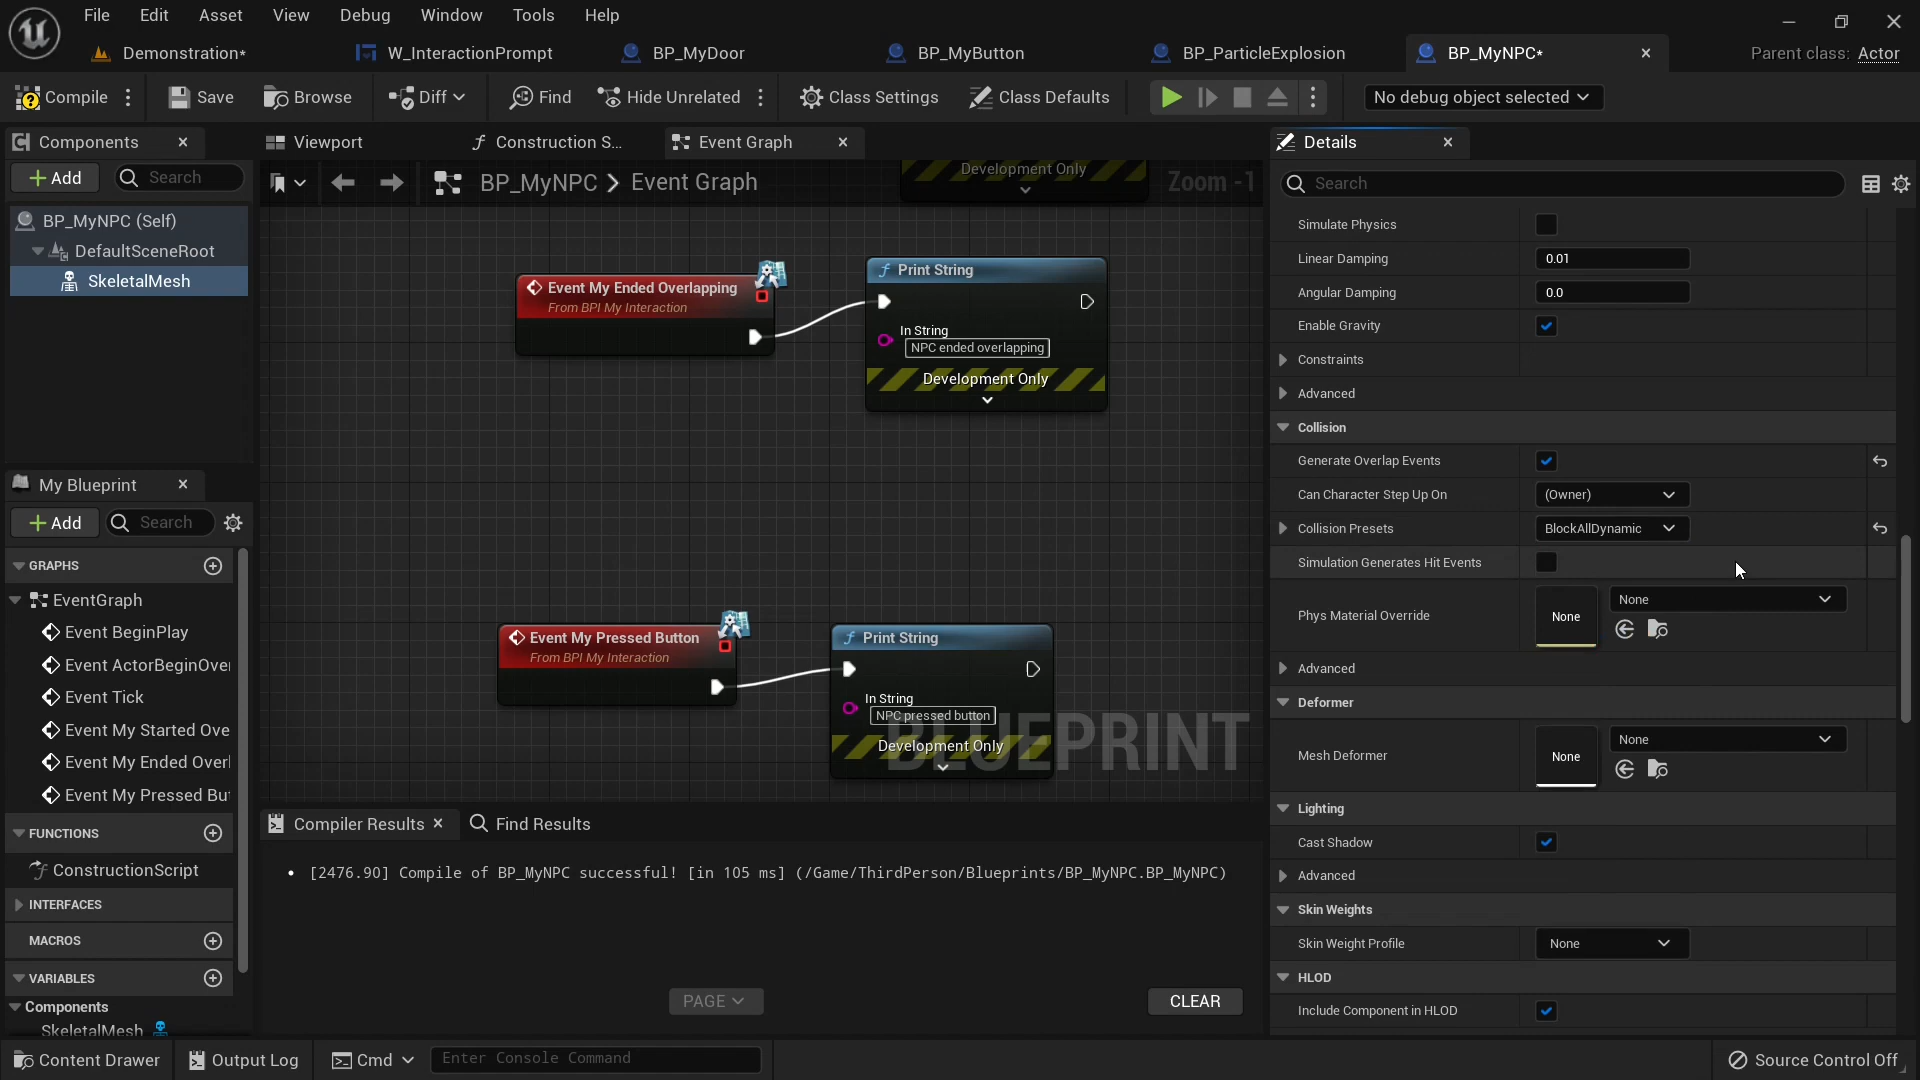 File Edit Asset View Debug Window Tools Help
Demonstration* W_InteractionPrompt BP_MyDoor BP_MyButton BP_ParticleExplosion BP_MyNPC* Parent class: Actor
Compile Save Browse Diff Find Hide Unrelated Class Settings Class Defaults No debug object selected
Components Viewport Construction S... Event Graph Details
Add Search BP_MyNPC Event Graph Zoom -1 Search
BP_MyNPC (Self)
DefaultSceneRoot
SkeletalMesh
My Blueprint
Add Search
GRAPHS
EventGraph
Event BeginPlay
Event ActorBeginOve
Event Tick
Event My Started Ove
Event My Ended Over
Event My Pressed Bu
FUNCTIONS
ConstructionScript
INTERFACES
MACROS
VARIABLES
Components
SkeletalMesh
Development Only
Event My Ended Overlapping
From BPI My Interaction
Print String
In String
NPC ended overlapping
Development Only
Event My Pressed Button
From BPI My Interaction
Print String
In String
NPC pressed button
Development Only
BLUEPRINT
Compiler Results Find Results
• [2476.90] Compile of BP_MyNPC successful! [in 105 ms] (/Game/ThirdPerson/Blueprints/BP_MyNPC.BP_MyNPC)
PAGE CLEAR
Simulate Physics
Linear Damping 0.01
Angular Damping 0.0
Enable Gravity
Constraints
Advanced
Collision
Generate Overlap Events
Can Character Step Up On (Owner)
Collision Presets BlockAllDynamic
Simulation Generates Hit Events
Phys Material Override None None
Advanced
Deformer
Mesh Deformer None None
Lighting
Cast Shadow
Advanced
Skin Weights
Skin Weight Profile None
HLOD
Include Component in HLOD
Content Drawer Output Log Cmd Enter Console Command Source Control Off